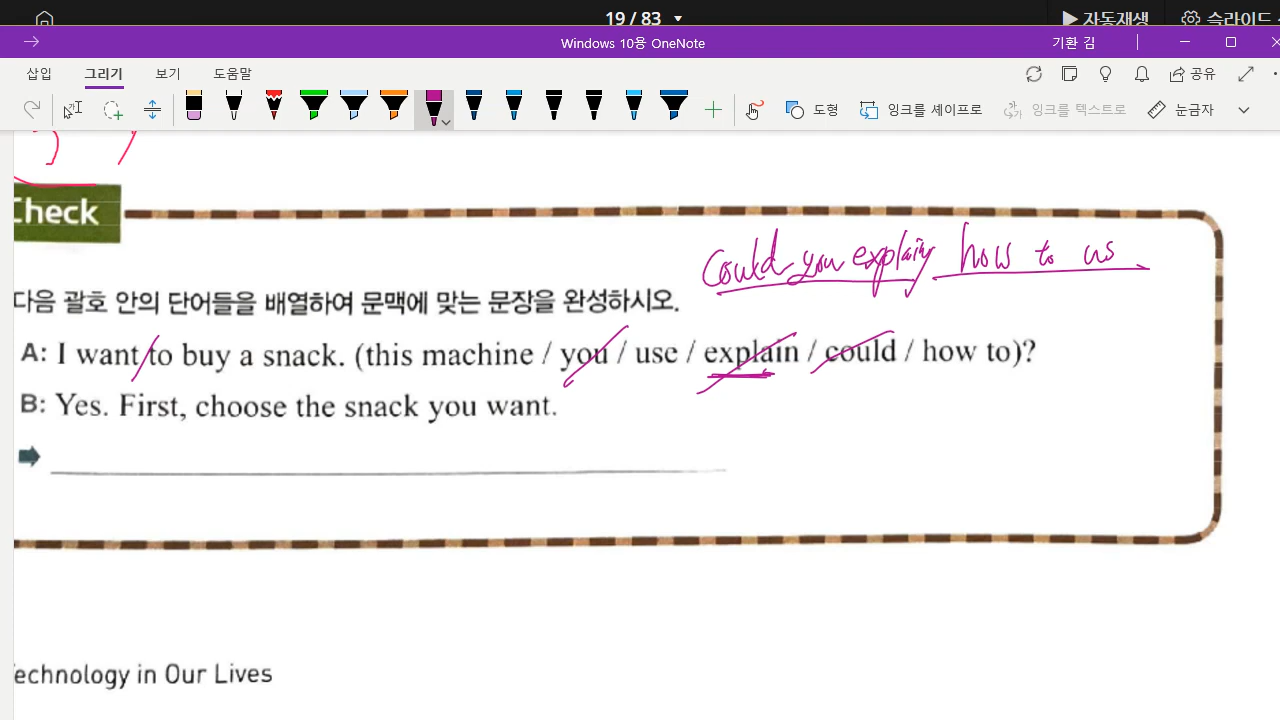 19 / 83 ▼
▶ 자동재생
슬라이드
Windows 10용 OneNote
기환 김
삽입 그리기 보기 도움말
공유
도형 잉크를 셰이프로 잉크를 텍스트로 눈금자
Check
Could you explain how to us
다음 괄호 안의 단어들을 배열하여 문맥에 맞는 문장을 완성하시오.
A: I want to buy a snack. (this machine / you / use / explain / could / how to)?
B: Yes. First, choose the snack you want.
echnology in Our Lives